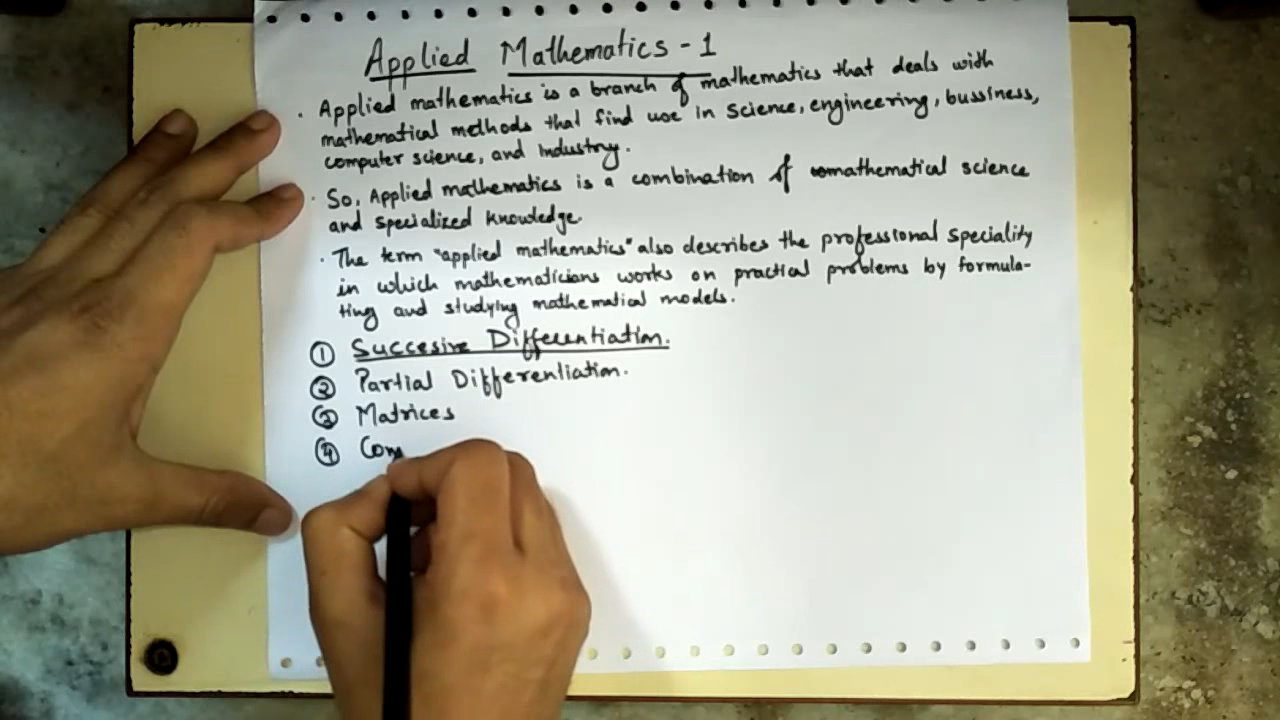 Applied Mathematics - 1
· Applied mathematics is a branch of mathematics that deals with
mathematical methods that find use in science, engineering, bussiness,
computer science, and industry.
· So, Applied mathematics is a combination of mathematical science
and specialized knowledge.
· The term "applied mathematics" also describes the professional speciality
in which mathematicians works on practical problems by formula-
ting and studying mathematical models.
① Succesive Differentiation.
② Partial Differentiation.
③ Matrices
④ Com